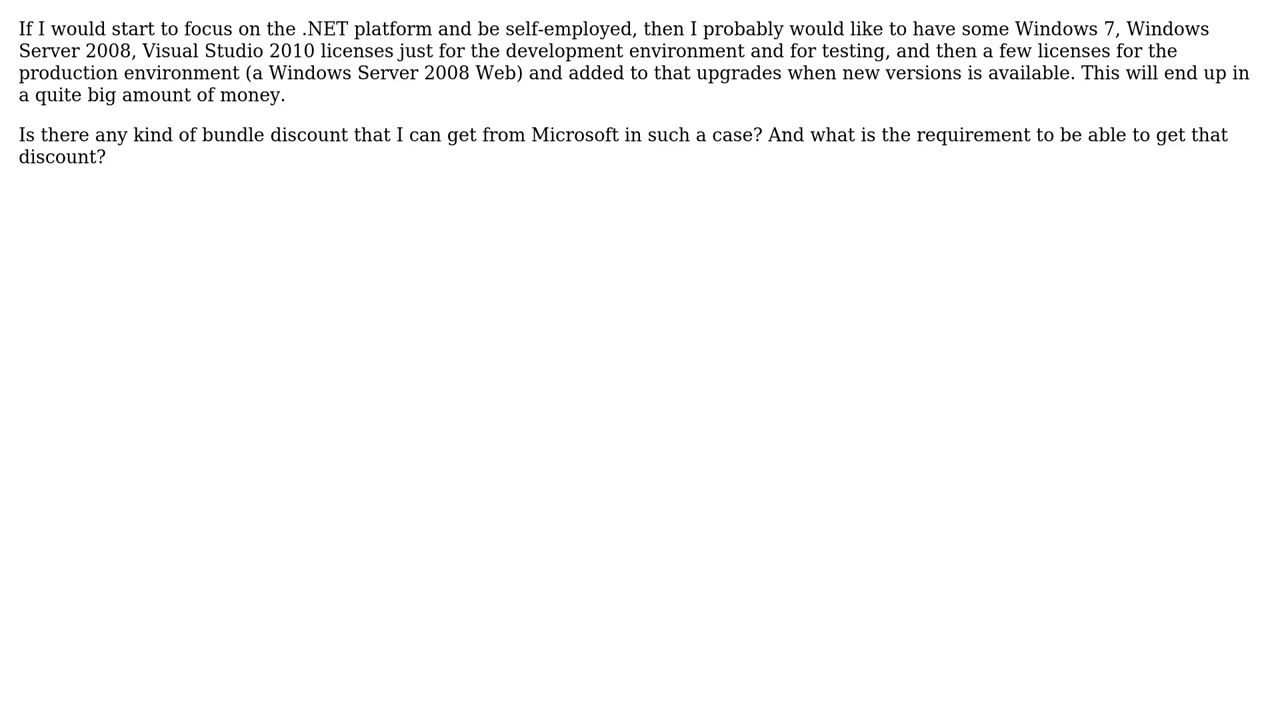 If I would start to focus on the .NET platform and be self-employed, then I probably would like to have some Windows 7, Windows
Server 2008, Visual Studio 2010 licenses just for the development environment and for testing, and then a few licenses for the
production environment (a Windows Server 2008 Web) and added to that upgrades when new versions is available. This will end up in
a quite big amount of money.
Is there any kind of bundle discount that I can get from Microsoft in such a case? And what is the requirement to be able to get that
discount?